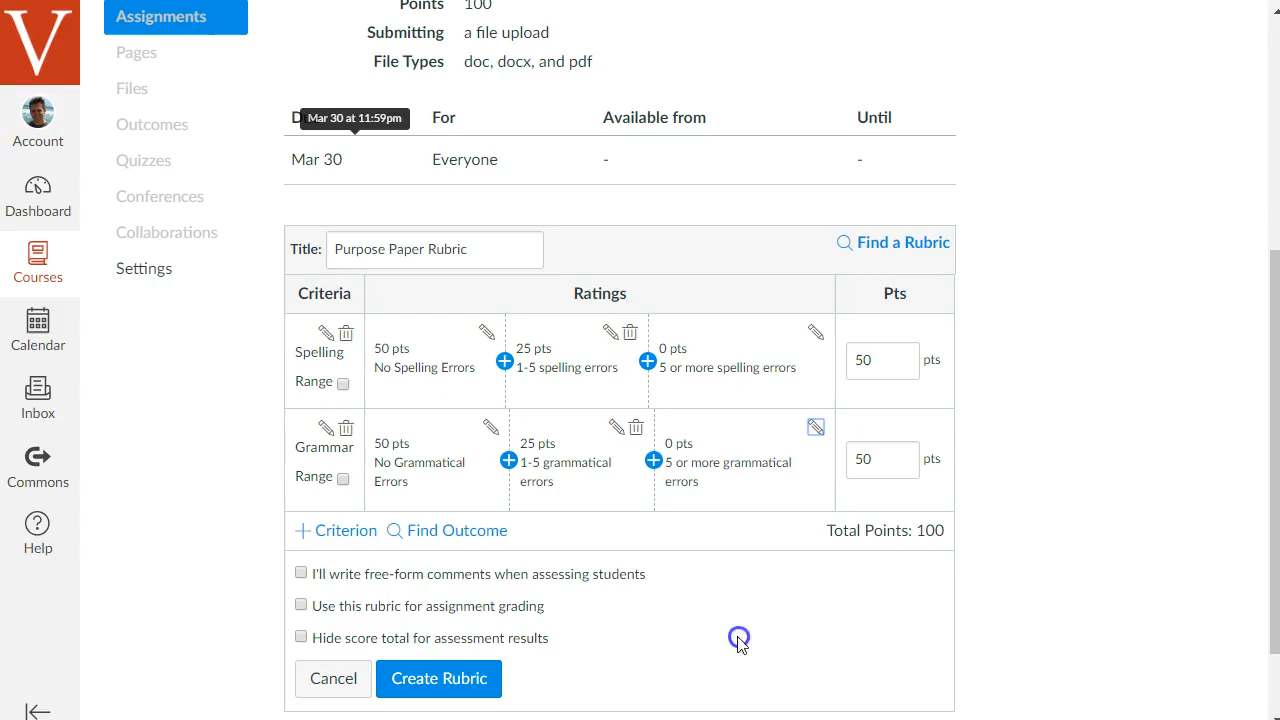 V
Account
Dashboard
Courses
Calendar
Inbox
Commons
Help
Assignments
Pages
Files
Outcomes
Quizzes
Conferences
Collaborations
Settings
Points 100
Submitting a file upload
File Types doc, docx, and pdf
D Mar 30 at 11:59pm For Available from Until
Mar 30 Everyone - -
Title: Purpose Paper Rubric Find a Rubric
Criteria Ratings Pts
Spelling
Range
50 pts
No Spelling Errors
25 pts
1-5 spelling errors
0 pts
5 or more spelling errors
50 pts
Grammar
Range
50 pts
No Grammatical
Errors
25 pts
1-5 grammatical
errors
0 pts
5 or more grammatical
errors
50 pts
Criterion Find Outcome Total Points: 100
I'll write free-form comments when assessing students
Use this rubric for assignment grading
Hide score total for assessment results
Cancel Create Rubric